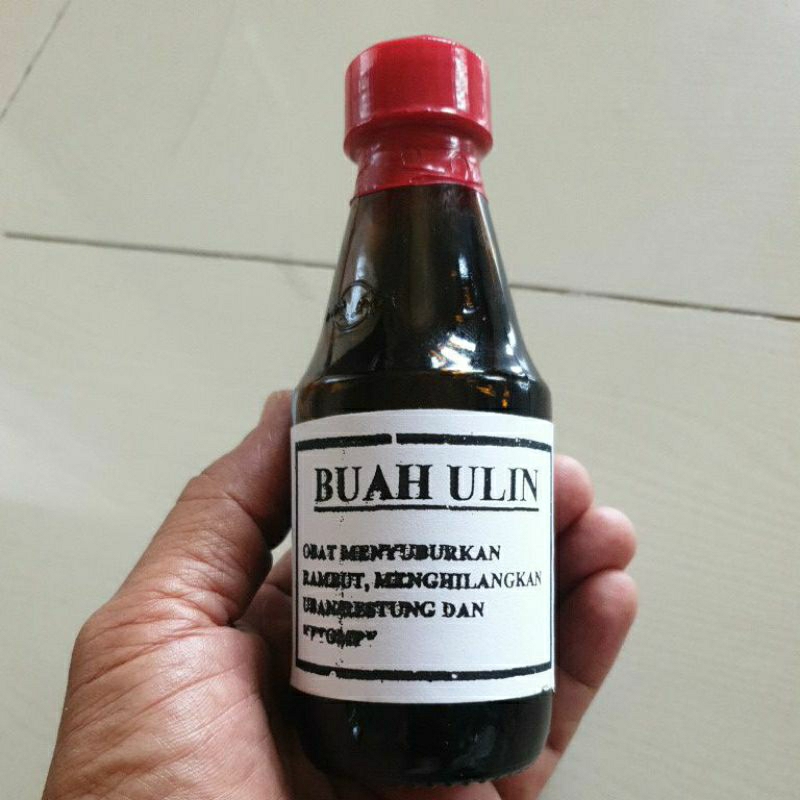 BUAH ULIN
OBAT MENYUBURKAN
RAMBUT, MENGHILANGKAN
DAN